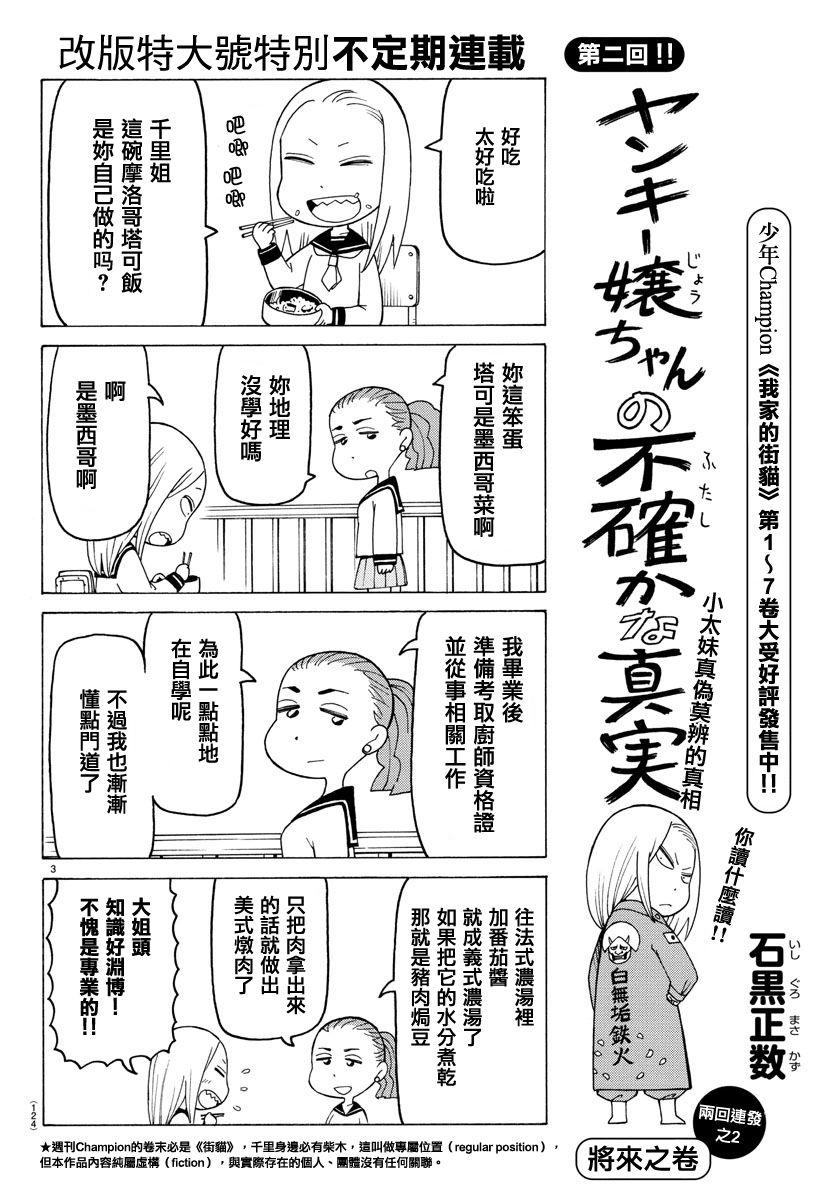 改版特大號特別不定期連載
第二回!!
少年Champion《我家的街貓》第1～7卷大受好評發售中!!
ヤンキー嬢ちゃんの不確かな真実
じょう
ふたし
小太妹真偽莫辨的真相
你讀什麼讀!!
石黒正数
いしぐろまさかず
白無垢鉄火
兩回連發
之2
將來之卷
好吃
太好吃啦
吧唧吧唧
千里姐
這碗摩洛哥塔可飯
是妳自己做的吗？
妳這笨蛋
塔可是墨西哥菜啊
妳地理
沒學好嗎
啊
是墨西哥啊
我畢業後
準備考取廚師資格證
並從事相關工作
為此一點點地
在自學呢
不過我也漸漸
懂點門道了
3
往法式濃湯裡
加番茄醬
就成義式濃湯了
如果把它的水分煮乾
那就是豬肉焗豆
只把肉拿出來
的話就做出
美式燉肉了
大姐頭
知識好淵博！
不愧是專業的!!
(124)
★週刊Champion的卷末必是《街貓》，千里身邊必有柴木，這叫做專屬位置（regular position），
但本作品內容純屬虛構（fiction），與實際存在的個人、團體沒有任何關聯。